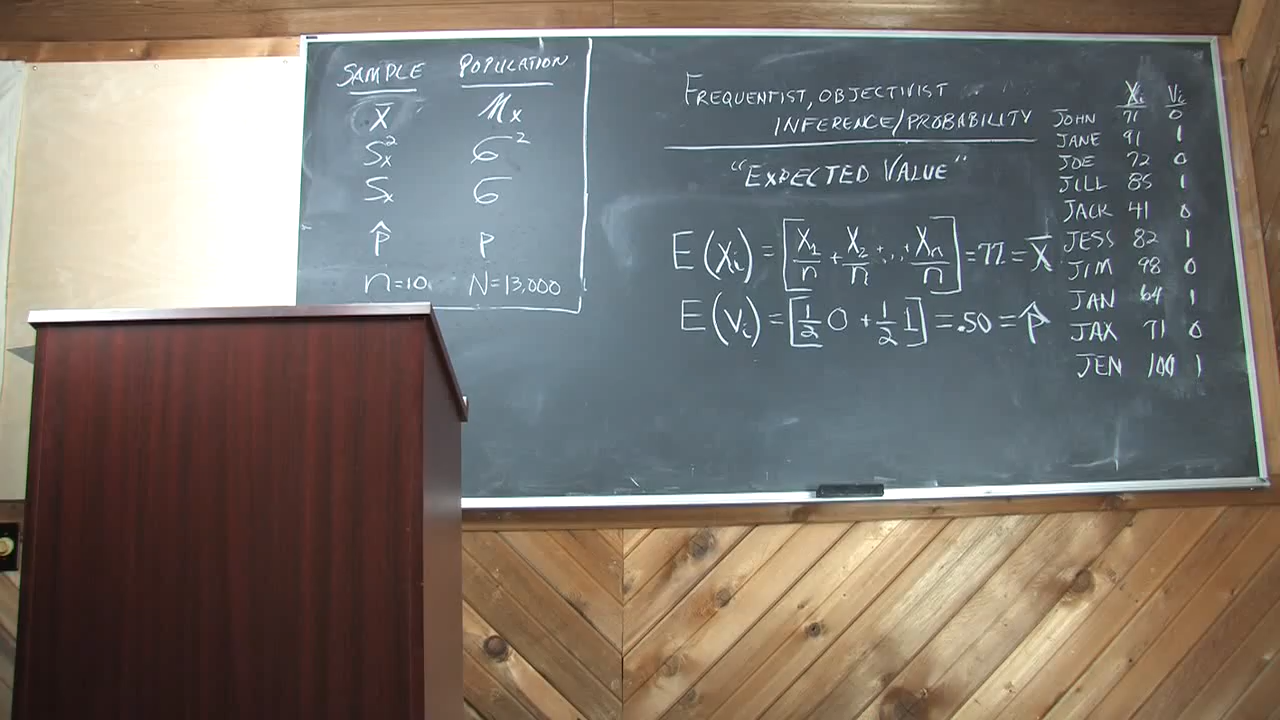 SAMPLE POPULATION
X̄ μx
Sx² σ²
Sx σ
p̂ p
n=10 N=13,000
FREQUENTIST, OBJECTIVIST
INFERENCE/PROBABILITY
"EXPECTED VALUE"
E(Xi) = [X1/n + X2/n + ... + Xn/n] = 77. = X̄
E(Vi) = [1/2 0 + 1/2 1] = .50 = p̂
Xi Vi
JOHN 71 0
JANE 91 1
JOE 72 0
JILL 85 1
JACK 41 0
JESS 82 1
JIM 98 0
JAN 64 1
JAX 71 0
JEN 100 1